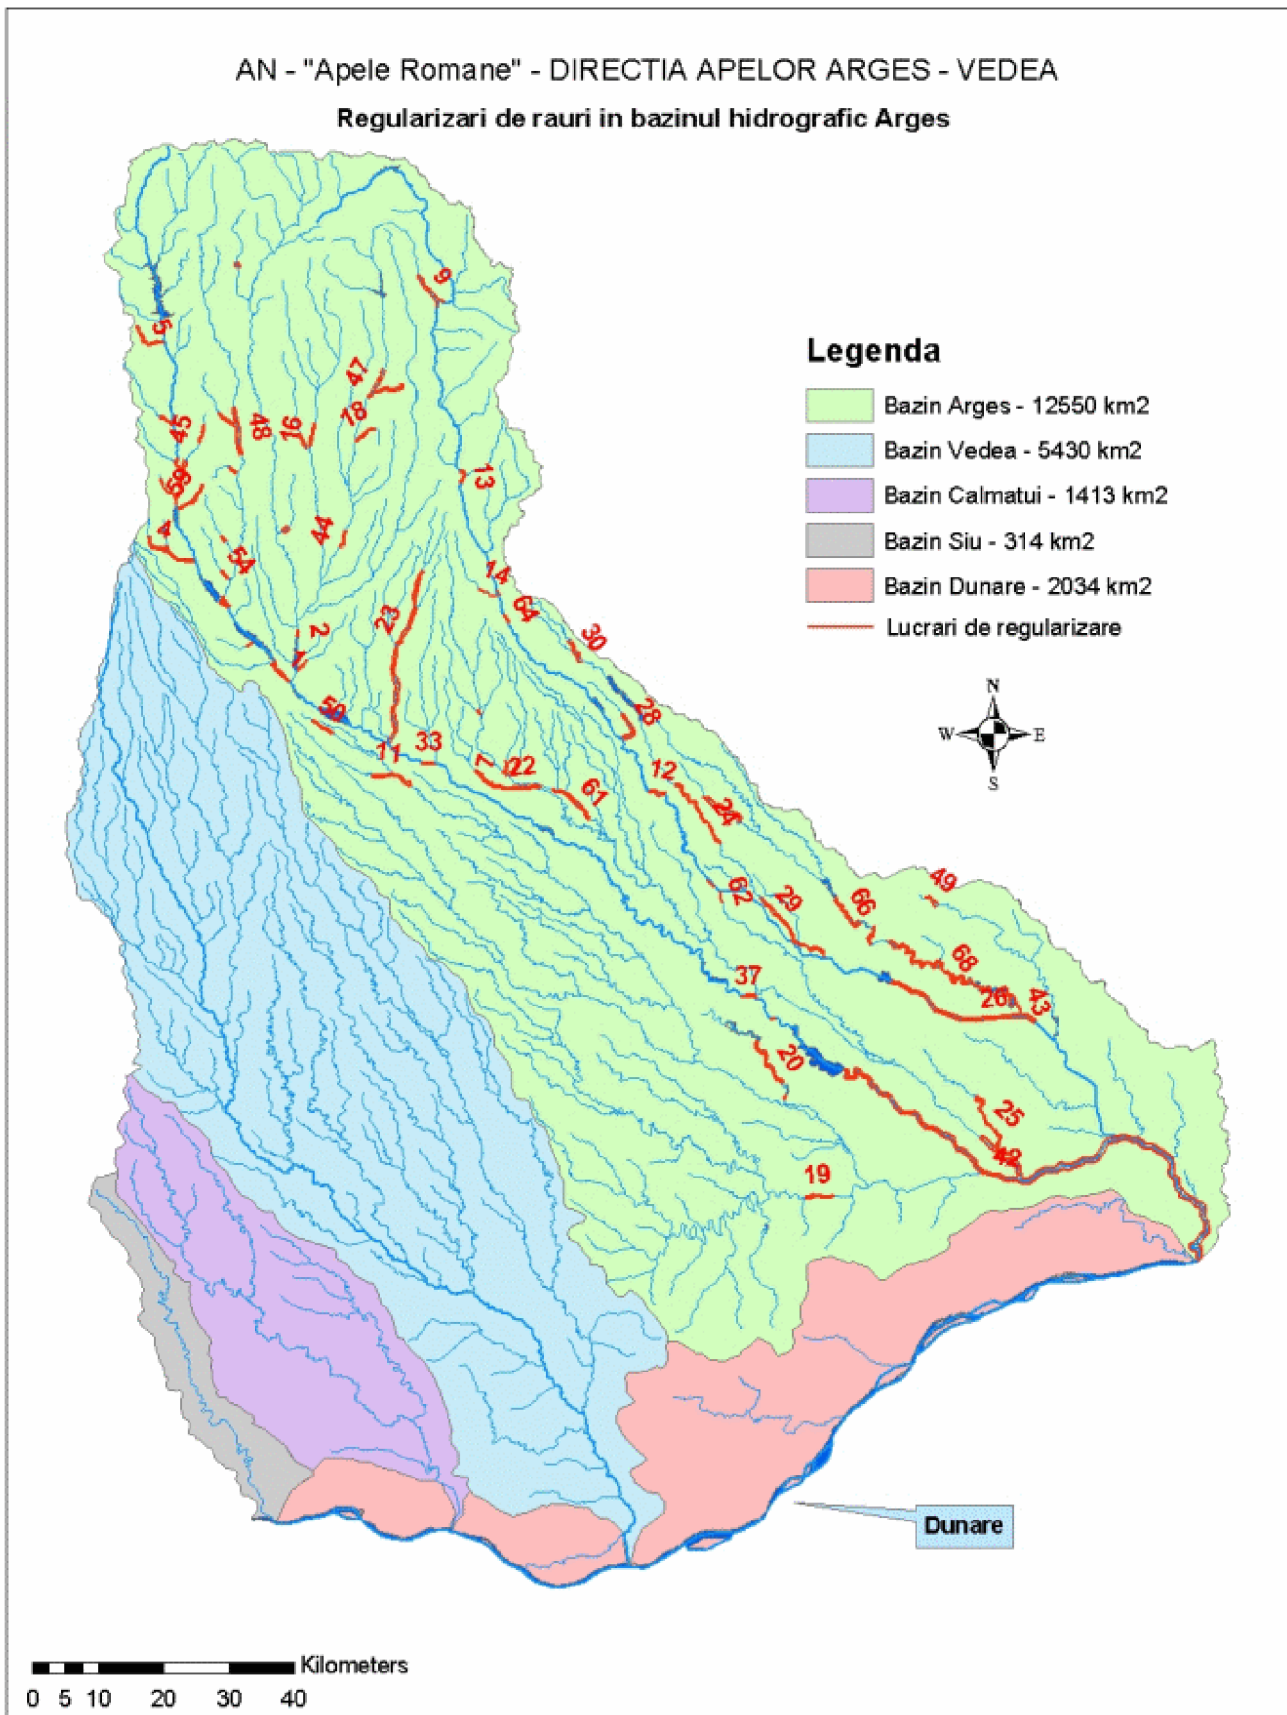 AN - "Apele Romane" - DIRECTIA APELOR ARGES - VEDEA
Regularizari de rauri in bazinul hidrografic Arges
Legenda
Bazin Arges - 12550 km2
Bazin Vedea - 5430 km2
Bazin Calmatui - 1413 km2
Bazin Siu - 314 km2
Bazin Dunare - 2034 km2
Lucrari de regularizare
N
W E
S
9
5
47
18
45
48
16
13
59
4
44
54
14
64
23
2
30
1
50
28
11
33
7
22
12
61
24
62
29
66
49
68
37
26
43
20
25
42
19
Dunare
Kilometers
0 5 10 20 30 40